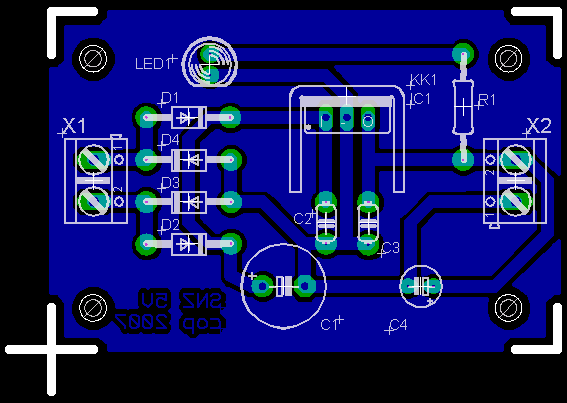 LED1
KK1
IC1
R1
D1
X1
X2
1
2
D4
2
1
D3
D2
C2
C3
SNZ 5V
cop 2007
C1
C4